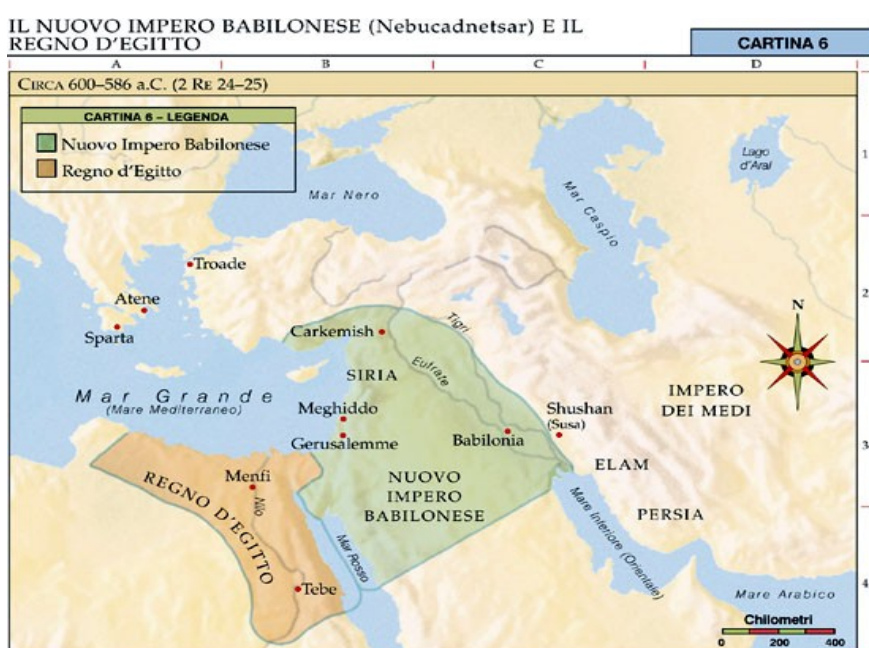 IL NUOVO IMPERO BABILONESE (Nebucadnetsar) E IL
REGNO D'EGITTO
CARTINA 6
A B C D
CIRCA 600–586 a.C. (2 RE 24–25)
CARTINA 6 – LEGENDA
Nuovo Impero Babilonese
Regno d'Egitto
1
Lago
d'Aral
Mar Nero
Mar Caspio
Troade
2
Atene
Sparta
N
Carkemish
Tigri
Eufrate
SIRIA
Mar Grande
(Mare Mediterraneo)
IMPERO
DEI MEDI
Meghiddo
Shushan
(Susa)
Gerusalemme
Babilonia
3
ELAM
Menfi
Nilo
REGNO D'EGITTO
NUOVO
IMPERO
BABILONESE
PERSIA
Mar Rosso
Mare Inferiore (Orientale)
Tebe
4
Mare Arabico
Chilometri
0 200 400